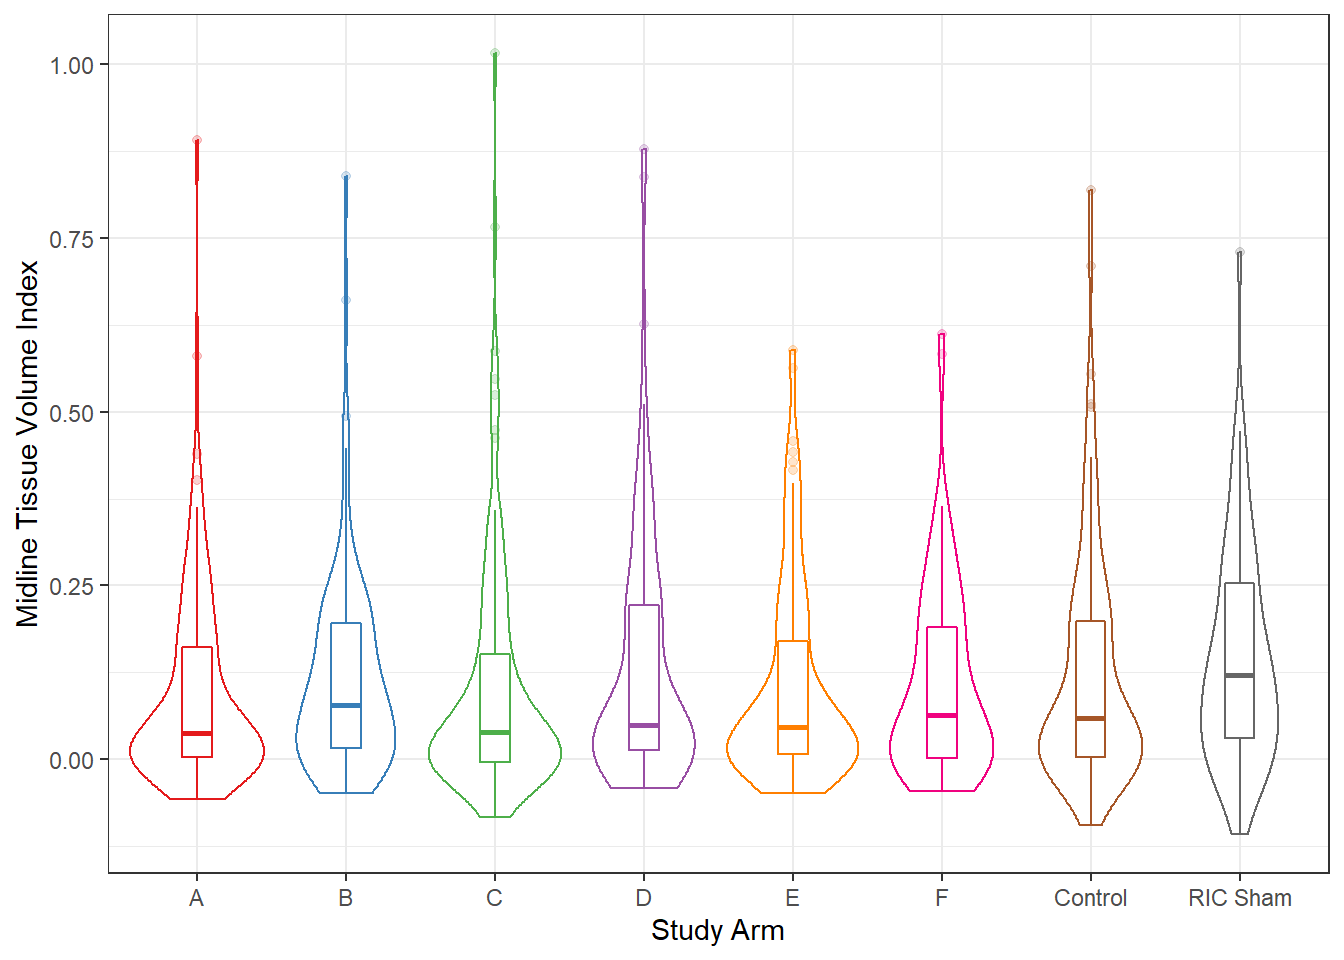 Midline Tissue Volume Index
1.00
0.75
0.50
0.25
0.00
A B C D E F Control RIC Sham
Study Arm